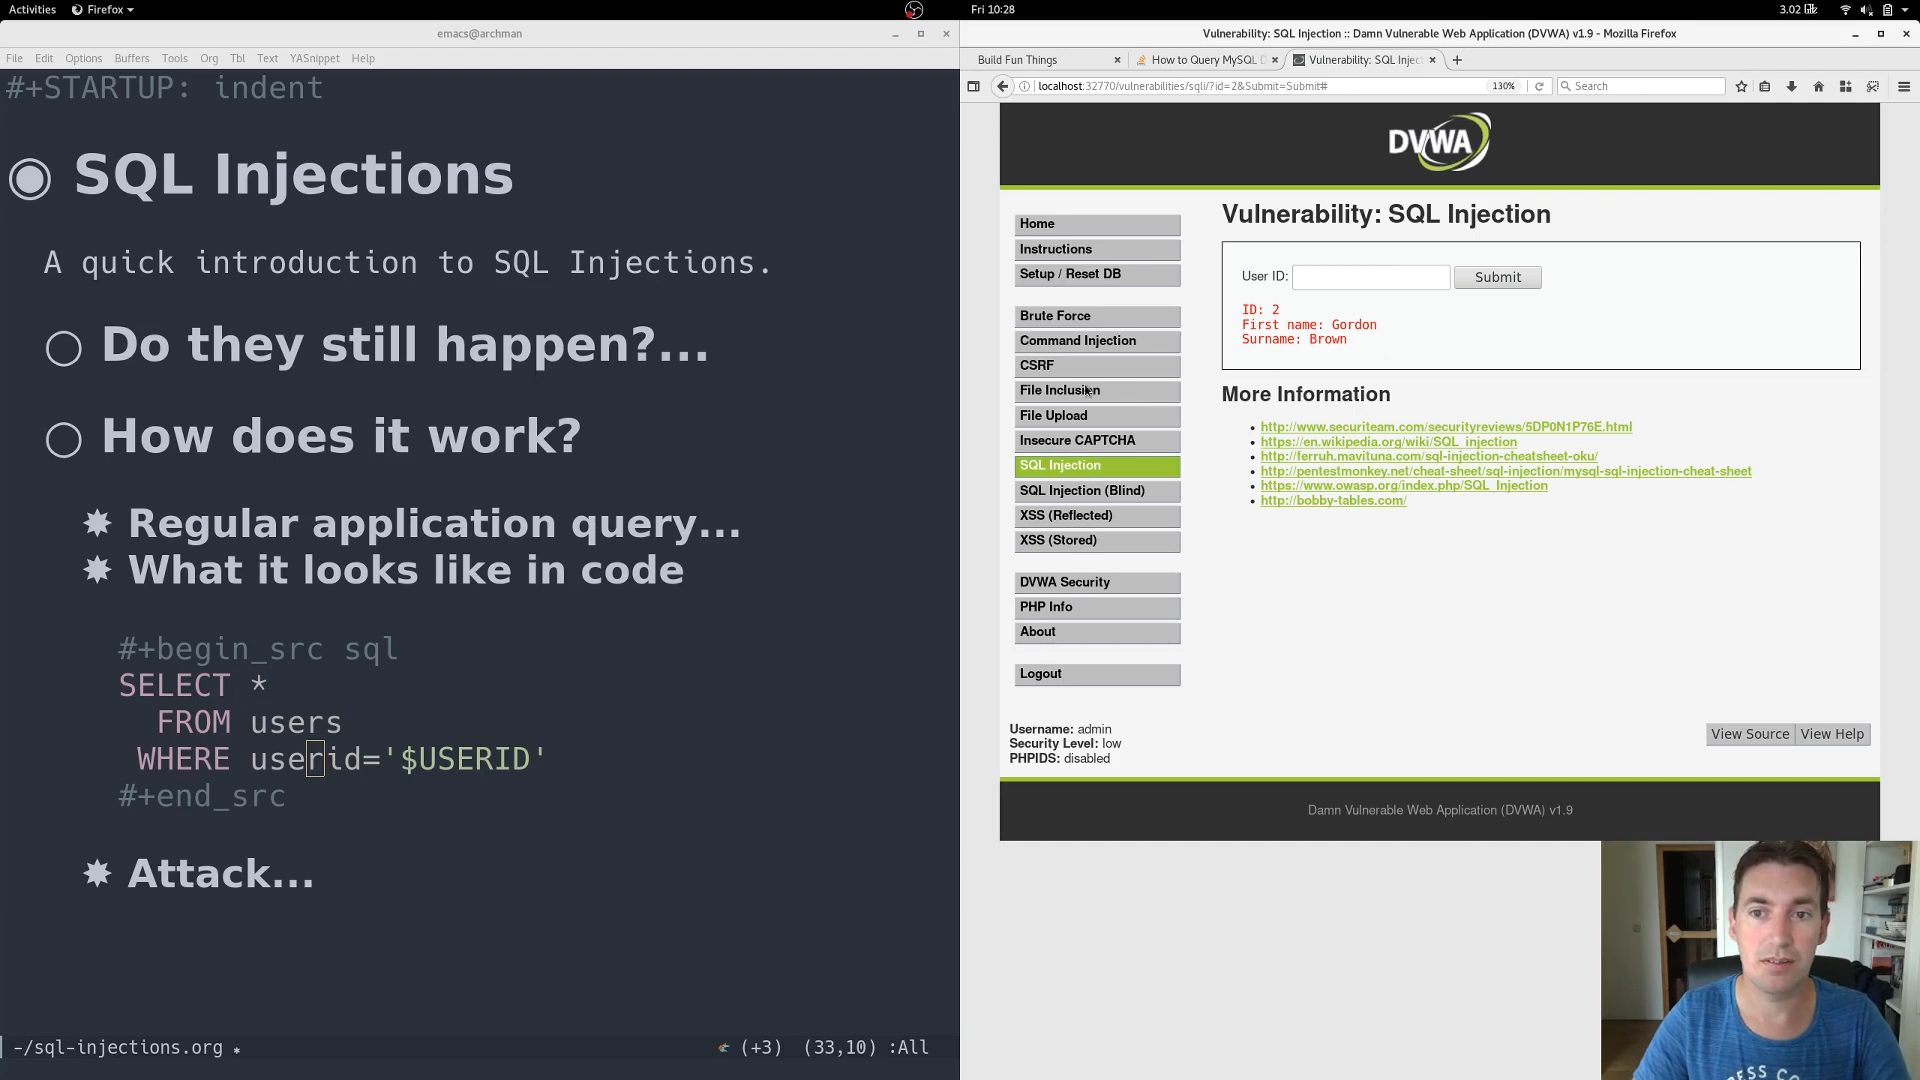 Activities
Firefox
Fri 10:28
3.02
emacs@archman
File Edit Options Buffers Tools Org Tbl Text YASnippet Help
#+STARTUP: indent
SQL Injections
A quick introduction to SQL Injections.
Do they still happen?...
How does it work?
Regular application query...
What it looks like in code
#+begin_src sql
SELECT *
FROM users
WHERE userid='$USERID'
#+end_src
Attack...
~/sql-injections.org
(+3) (33,10) :All
Vulnerability: SQL Injection :: Damn Vulnerable Web Application (DVWA) v1.9 - Mozilla Firefox
Build Fun Things
How to Query MySQL D
Vulnerability: SQL Inject
localhost:32770/vulnerabilities/sqli/?id=2&Submit=Submit#
130%
Search
DVWA
Home
Instructions
Setup / Reset DB
Brute Force
Command Injection
CSRF
File Inclusion
File Upload
Insecure CAPTCHA
SQL Injection
SQL Injection (Blind)
XSS (Reflected)
XSS (Stored)
DVWA Security
PHP Info
About
Logout
Vulnerability: SQL Injection
User ID:
Submit
ID: 2
First name: Gordon
Surname: Brown
More Information
http://www.securiteam.com/securityreviews/5DP0N1P76E.html
https://en.wikipedia.org/wiki/SQL_injection
http://ferruh.mavituna.com/sql-injection-cheatsheet-oku/
http://pentestmonkey.net/cheat-sheet/sql-injection/mysql-sql-injection-cheat-sheet
https://www.owasp.org/index.php/SQL_Injection
http://bobby-tables.com/
Username: admin
Security Level: low
PHPIDS: disabled
View Source
View Help
Damn Vulnerable Web Application (DVWA) v1.9